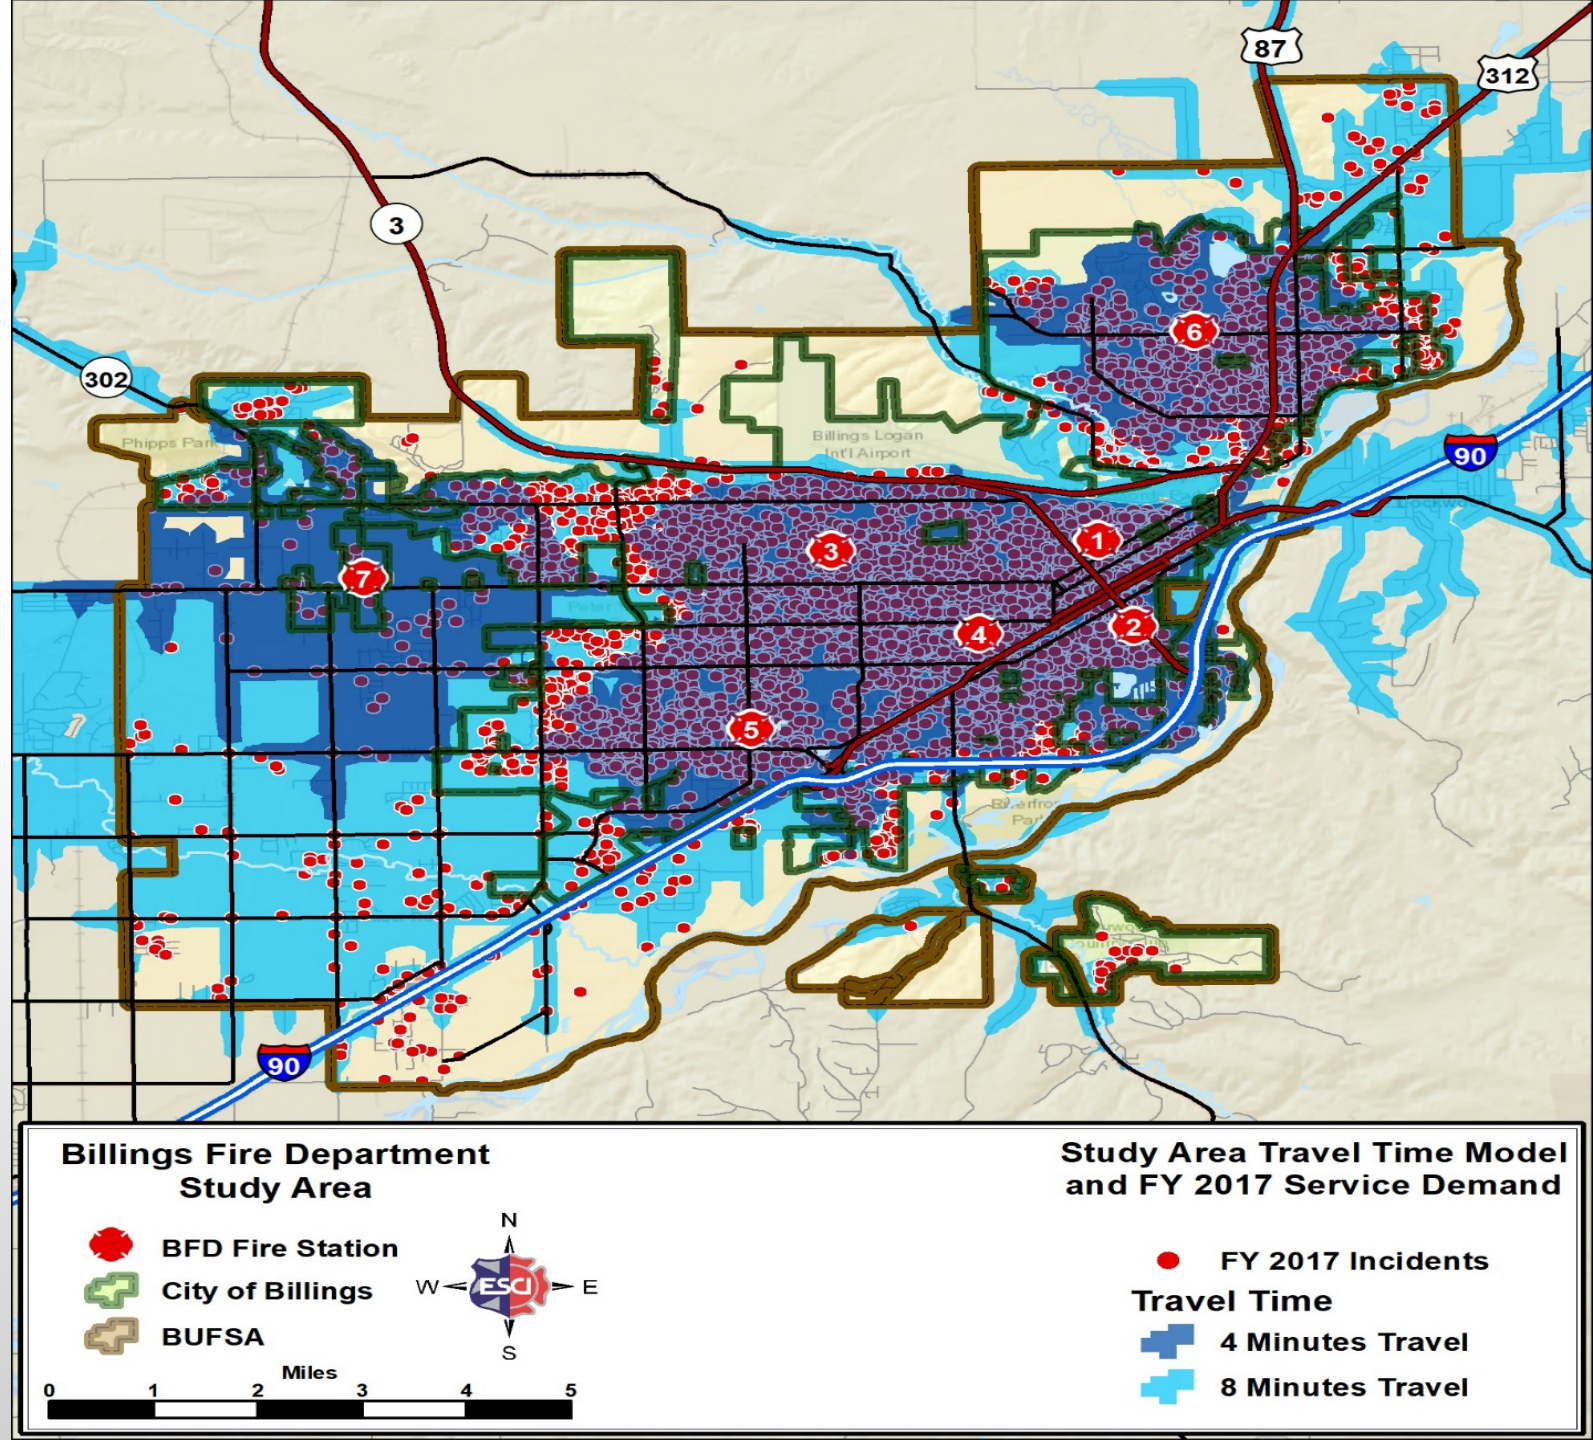 87
312
Alkali Creek
3
6
302
Phipps Park
Billings Logan
Int'l Airport
90
3
1
7
Peter
4
2
5
Riverfront
Park
90
Billings Fire Department
Study Area
BFD Fire Station
City of Billings
BUFSA
N
W
ESCI
E
S
Miles
0 1 2 3 4 5
Study Area Travel Time Model
and FY 2017 Service Demand
FY 2017 Incidents
Travel Time
4 Minutes Travel
8 Minutes Travel